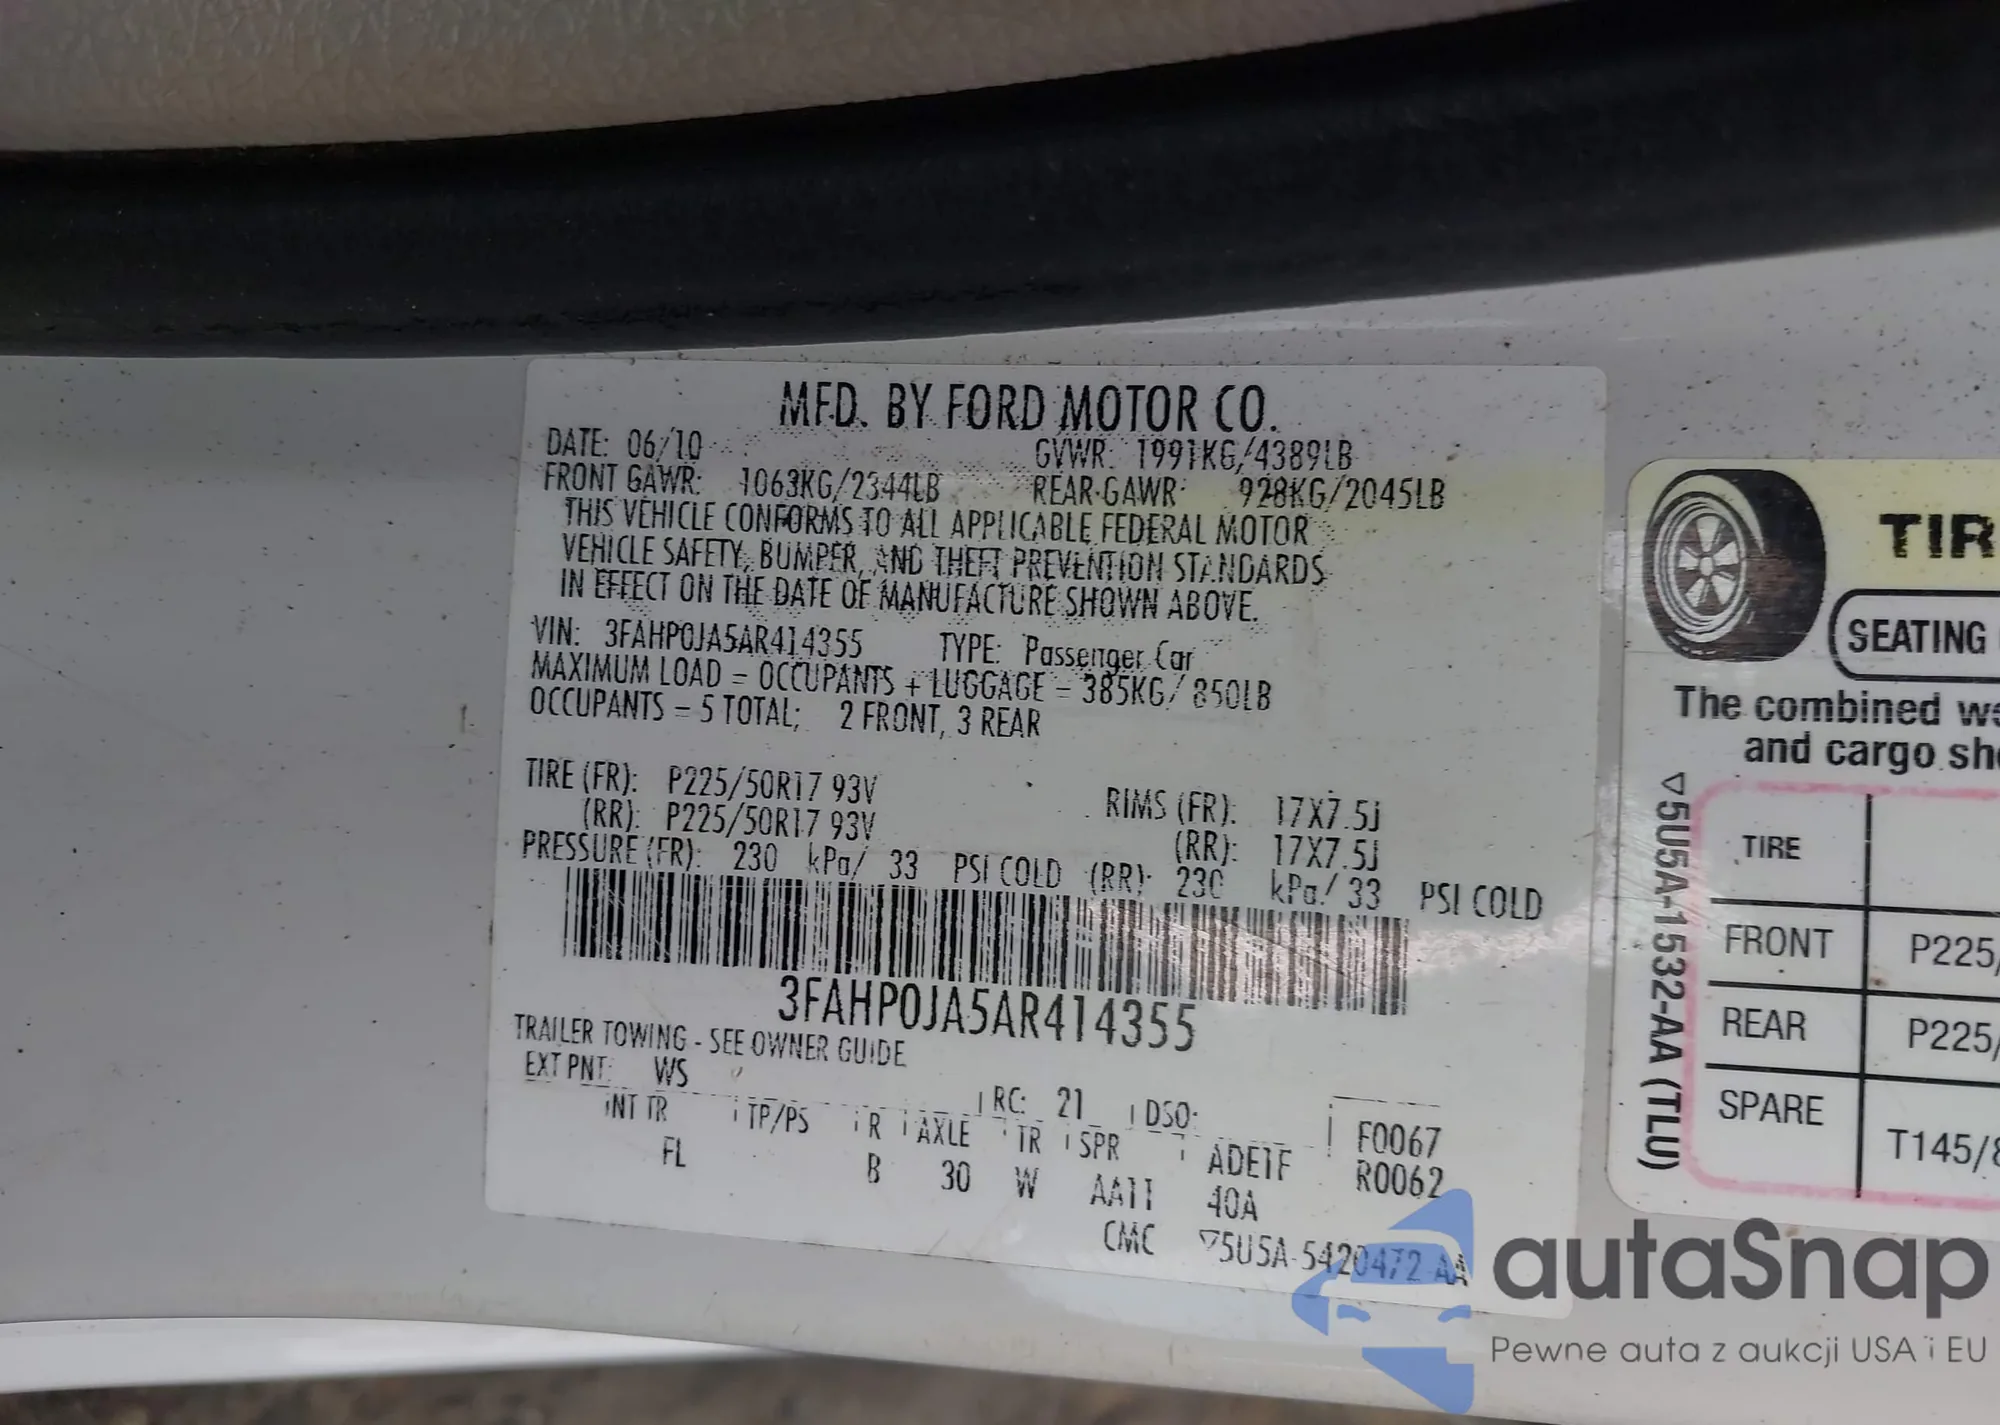 MFD. BY FORD MOTOR CO.
DATE: 06/10 GVWR: 1991KG/4389LB
FRONT GAWR: 1063KG/2344LB REAR GAWR: 928KG/2045LB
THIS VEHICLE CONFORMS TO ALL APPLICABLE FEDERAL MOTOR
VEHICLE SAFETY, BUMPER, AND THEFT PREVENTION STANDARDS
IN EFFECT ON THE DATE OF MANUFACTURE SHOWN ABOVE.
VIN: 3FAHP0JA5AR414355 TYPE: Passenger Car
MAXIMUM LOAD = OCCUPANTS + LUGGAGE = 385KG/ 850LB
OCCUPANTS = 5 TOTAL; 2 FRONT, 3 REAR
TIRE (FR): P225/50R17 93V RIMS (FR): 17X7.5J
(RR): P225/50R17 93V (RR): 17X7.5J
PRESSURE (FR): 230 kPa/ 33 PSI COLD (RR): 230 kPa/ 33 PSI COLD
3FAHP0JA5AR414355
TRAILER TOWING - SEE OWNER GUIDE
EXT PNT: WS RC: 21 DSO:
INT TR TP/PS R AXLE TR SPR ADE1F F0067
FL B 30 W AA11 40A R0062
CMC ▽5U5A-5420472-AA
TIR
SEATING
The combined we
and cargo sho
▽5U5A-1532-AA (TLU)
TIRE
FRONT P225/
REAR P225/
SPARE T145/8
autaSnap
Pewne auta z aukcji USA i EU